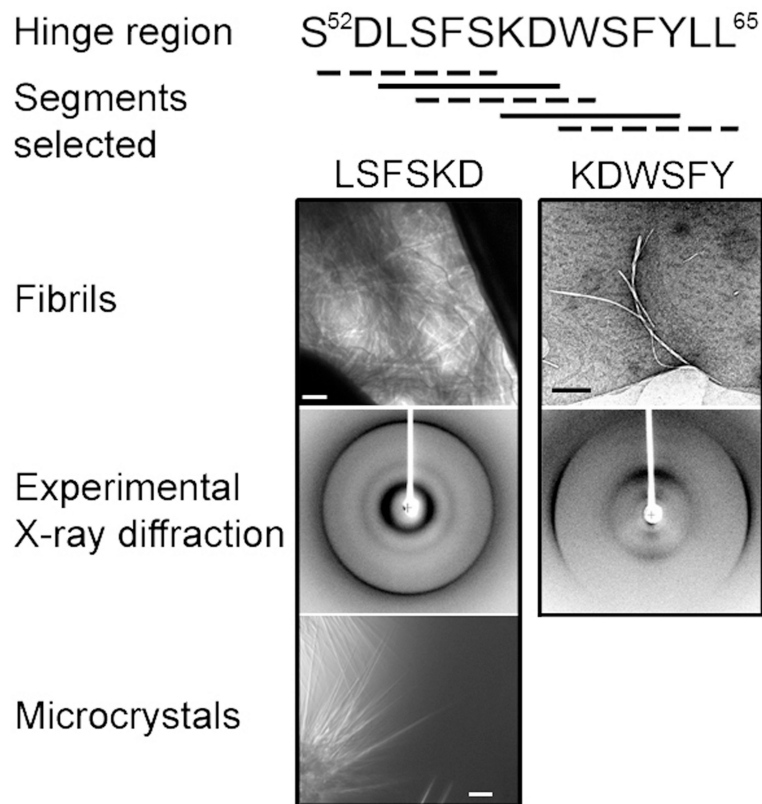 Hinge region S⁵²DLSFSKDWSFYLL⁶⁵
Segments
selected
LSFSKD KDWSFY
Fibrils
Experimental
X-ray diffraction
Microcrystals